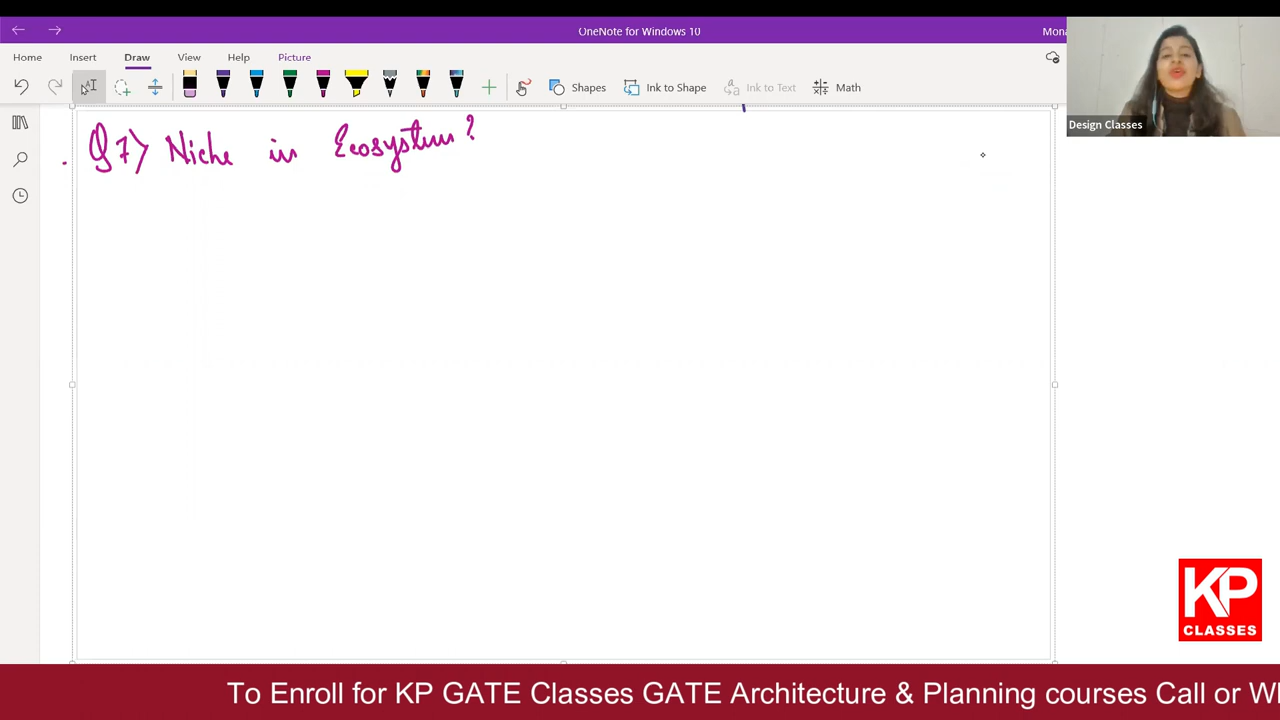 OneNote for Windows 10
Mona
Home Insert Draw View Help Picture
Shapes Ink to Shape Ink to Text Math
Design Classes
Q7> Niche in Ecosystem?
KP
CLASSES
To Enroll for KP GATE Classes GATE Architecture & Planning courses Call or W